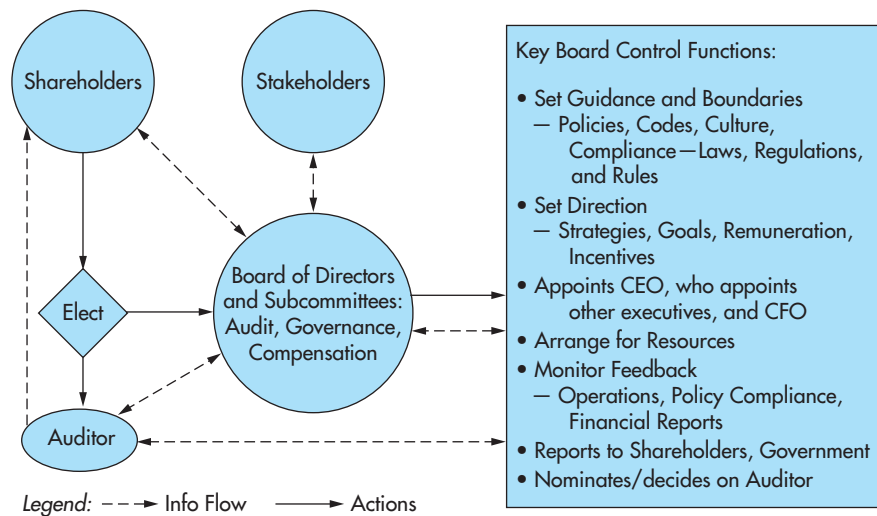 Shareholders
Stakeholders
Elect
Board of Directors
and Subcommittees:
Audit, Governance,
Compensation
Auditor
Key Board Control Functions:
• Set Guidance and Boundaries
— Policies, Codes, Culture,
Compliance—Laws, Regulations,
and Rules
• Set Direction
— Strategies, Goals, Remuneration,
Incentives
• Appoints CEO, who appoints
other executives, and CFO
• Arrange for Resources
• Monitor Feedback
— Operations, Policy Compliance,
Financial Reports
• Reports to Shareholders, Government
• Nominates/decides on Auditor
Legend: Info Flow Actions